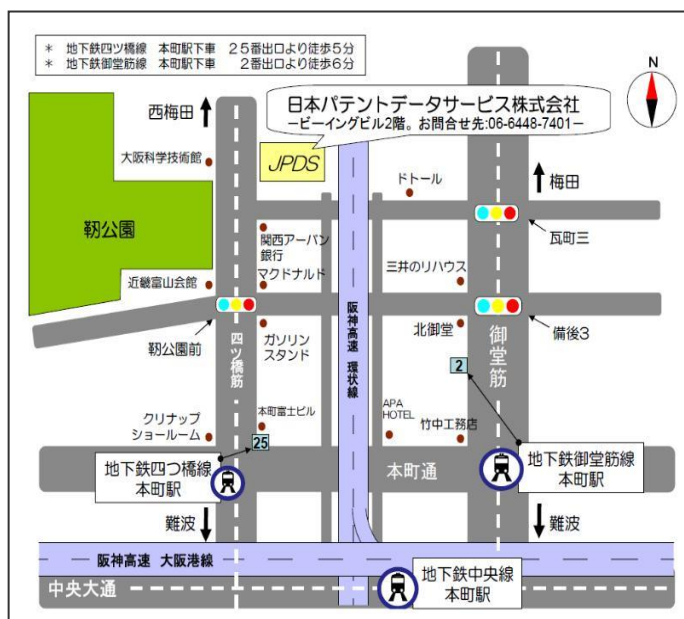 * 地下鉄四ツ橋線 本町駅下車 25番出口より徒歩5分
* 地下鉄御堂筋線 本町駅下車 2番出口より徒歩6分
N
日本パテントデータサービス株式会社
-ビーイングビル2階。お問合せ先:06-6448-7401-
西梅田
大阪科学技術館
JPDS
ドトール
梅田
靭公園
関西アーバン
銀行
瓦町三
近畿富山会館
マクドナルド
三井のリハウス
靭公園前
四ツ橋筋
ガソリン
スタンド
阪神高速 環状線
北御堂
御堂筋
備後3
2
クリナップ
ショールーム
本町富士ビル
25
APA
HOTEL
竹中工務店
地下鉄四つ橋線
本町駅
本町通
地下鉄御堂筋線
本町駅
難波
難波
阪神高速 大阪港線
中央大通
地下鉄中央線
本町駅